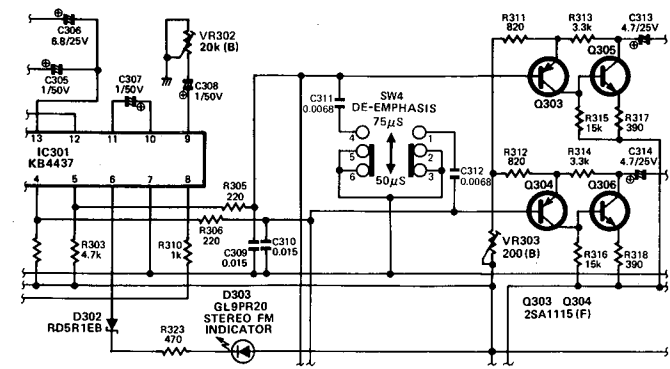 C306
6.8/25V
VR302
20k (B)
R311
820
R313
3.3k
C313
4.7/25V
C305
1/50V
C307
1/50V
C308
1/50V
SW4
DE-EMPHASIS
75μS
50μS
C311
0.0068
4
5
6
1
2
3
C312
0.0068
Q303
Q305
R315
15k
R317
390
13
12
11
10
9
IC301
KB4437
4
5
6
7
8
R305
220
R306
220
R303
4.7k
R310
1k
C309
0.015
C310
0.015
R312
820
R314
3.3k
C314
4.7/25V
Q304
Q306
VR303
200 (B)
R316
15k
R318
390
Q303 Q304
2SA1115 (F)
D302
RD5R1EB
R323
470
D303
GL9PR20
STEREO FM
INDICATOR